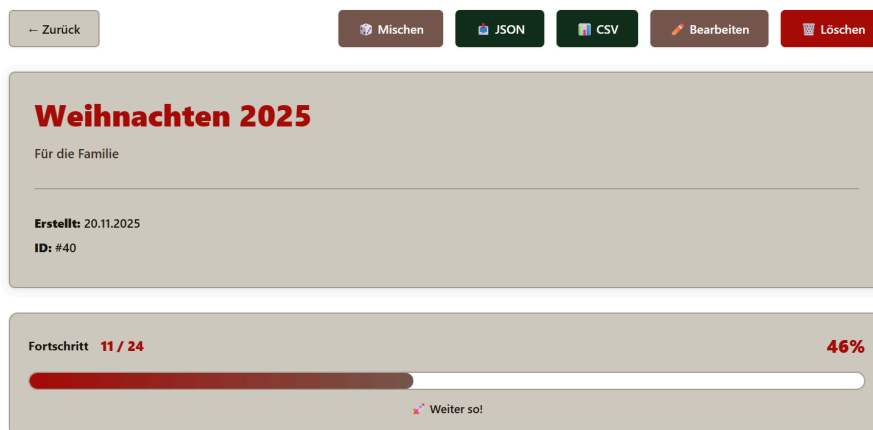 ← Zurück
Mischen
JSON
CSV
Bearbeiten
Löschen
Weihnachten 2025
Für die Familie
Erstellt: 20.11.2025
ID: #40
Fortschritt 11 / 24
46%
Weiter so!